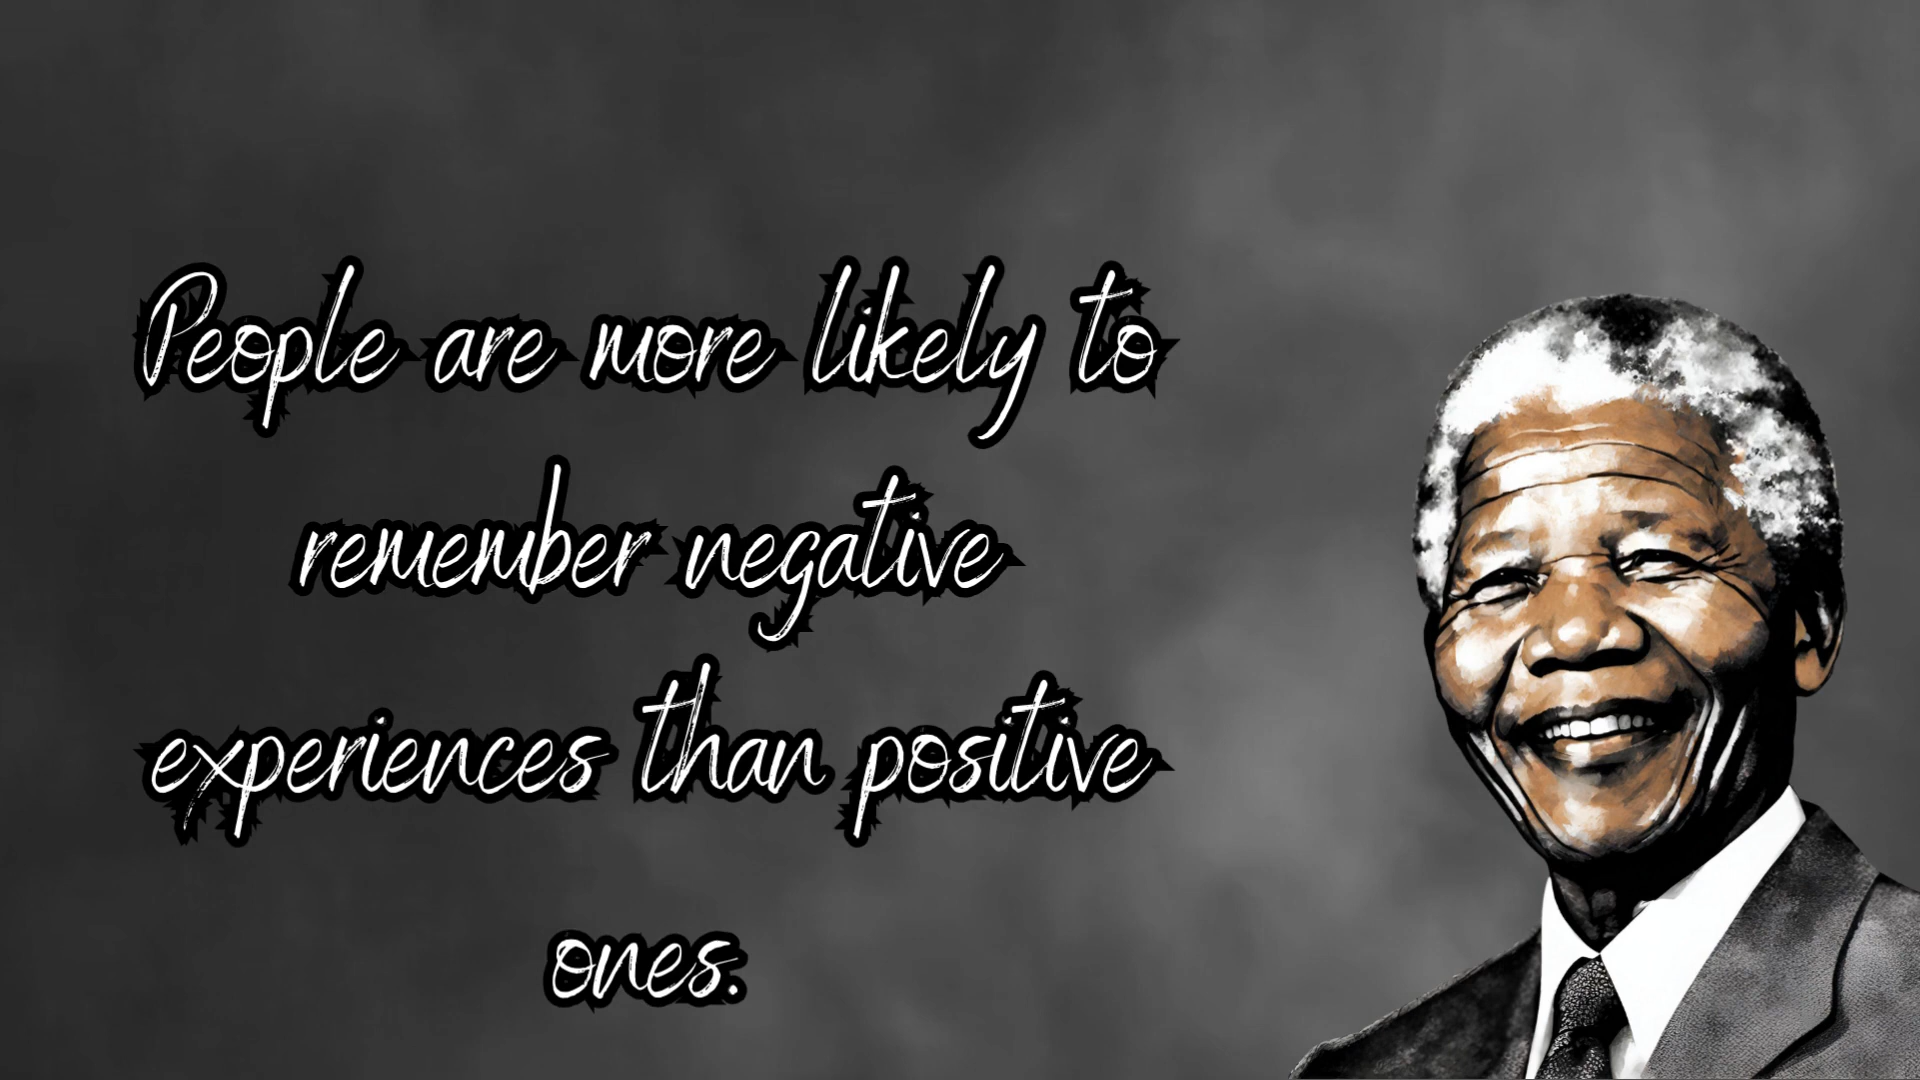 People are more likely to
remember negative
experiences than positive
ones.